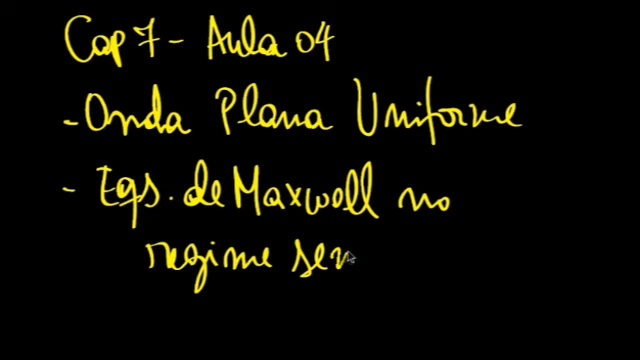 Cap 7 - Aula 04
- Onda Plana Uniforme
- Eqs. de Maxwell no
regime sen